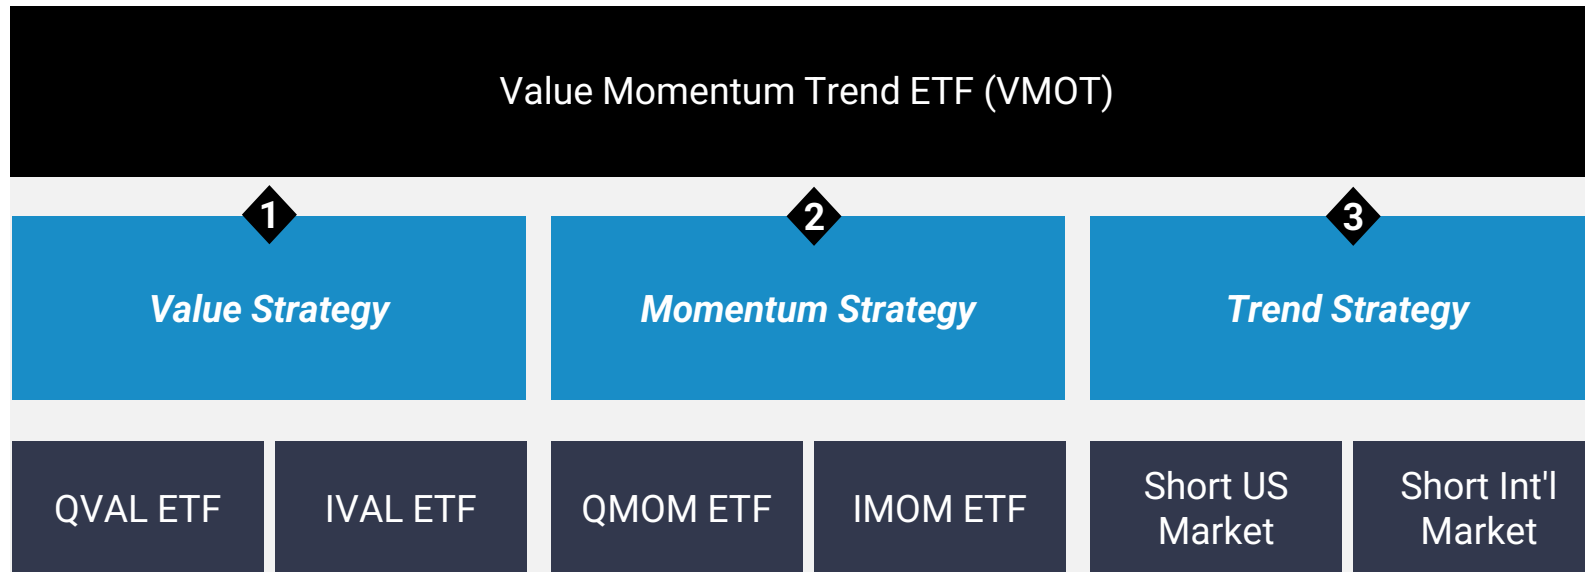 Value Momentum Trend ETF (VMOT)
1
2
3
Value Strategy
Momentum Strategy
Trend Strategy
QVAL ETF
IVAL ETF
QMOM ETF
IMOM ETF
Short US
Market
Short Int'l
Market